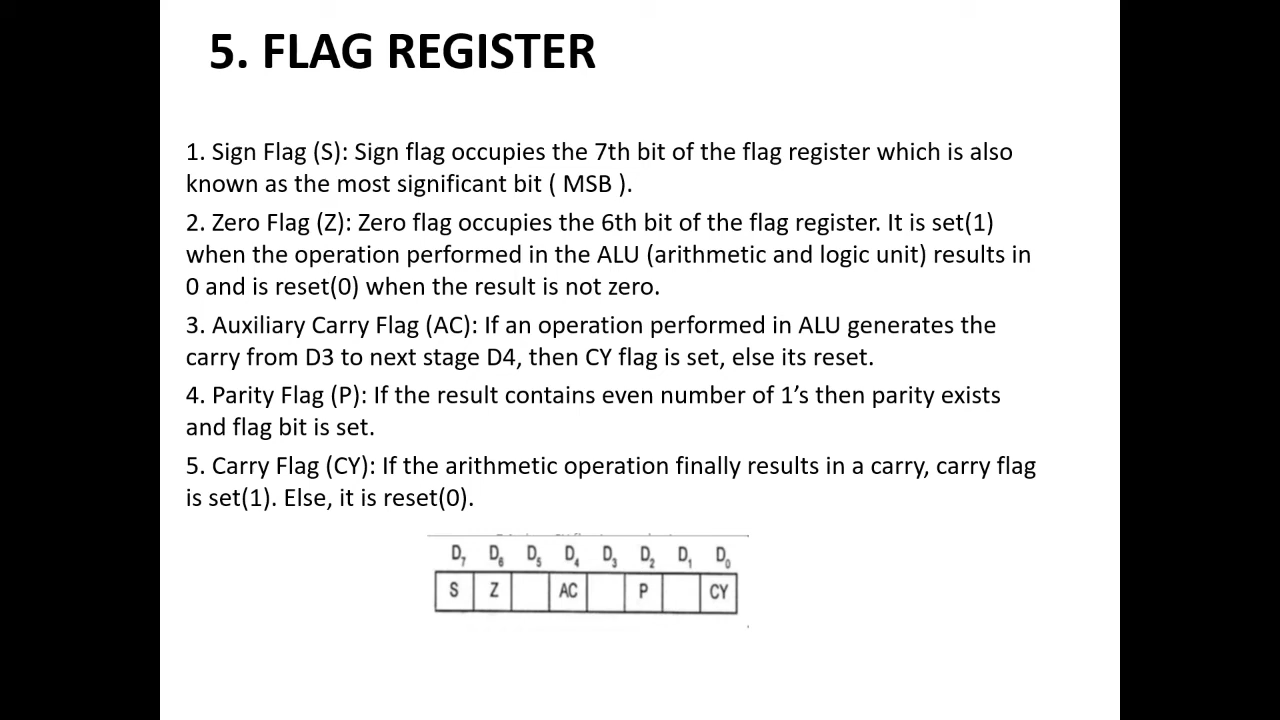 5. FLAG REGISTER
1. Sign Flag (S): Sign flag occupies the 7th bit of the flag register which is also
known as the most significant bit ( MSB ).
2. Zero Flag (Z): Zero flag occupies the 6th bit of the flag register. It is set(1)
when the operation performed in the ALU (arithmetic and logic unit) results in
0 and is reset(0) when the result is not zero.
3. Auxiliary Carry Flag (AC): If an operation performed in ALU generates the
carry from D3 to next stage D4, then CY flag is set, else its reset.
4. Parity Flag (P): If the result contains even number of 1’s then parity exists
and flag bit is set.
5. Carry Flag (CY): If the arithmetic operation finally results in a carry, carry flag
is set(1). Else, it is reset(0).
D₇ D₆ D₅ D₄ D₃ D₂ D₁ D₀
S Z AC P CY